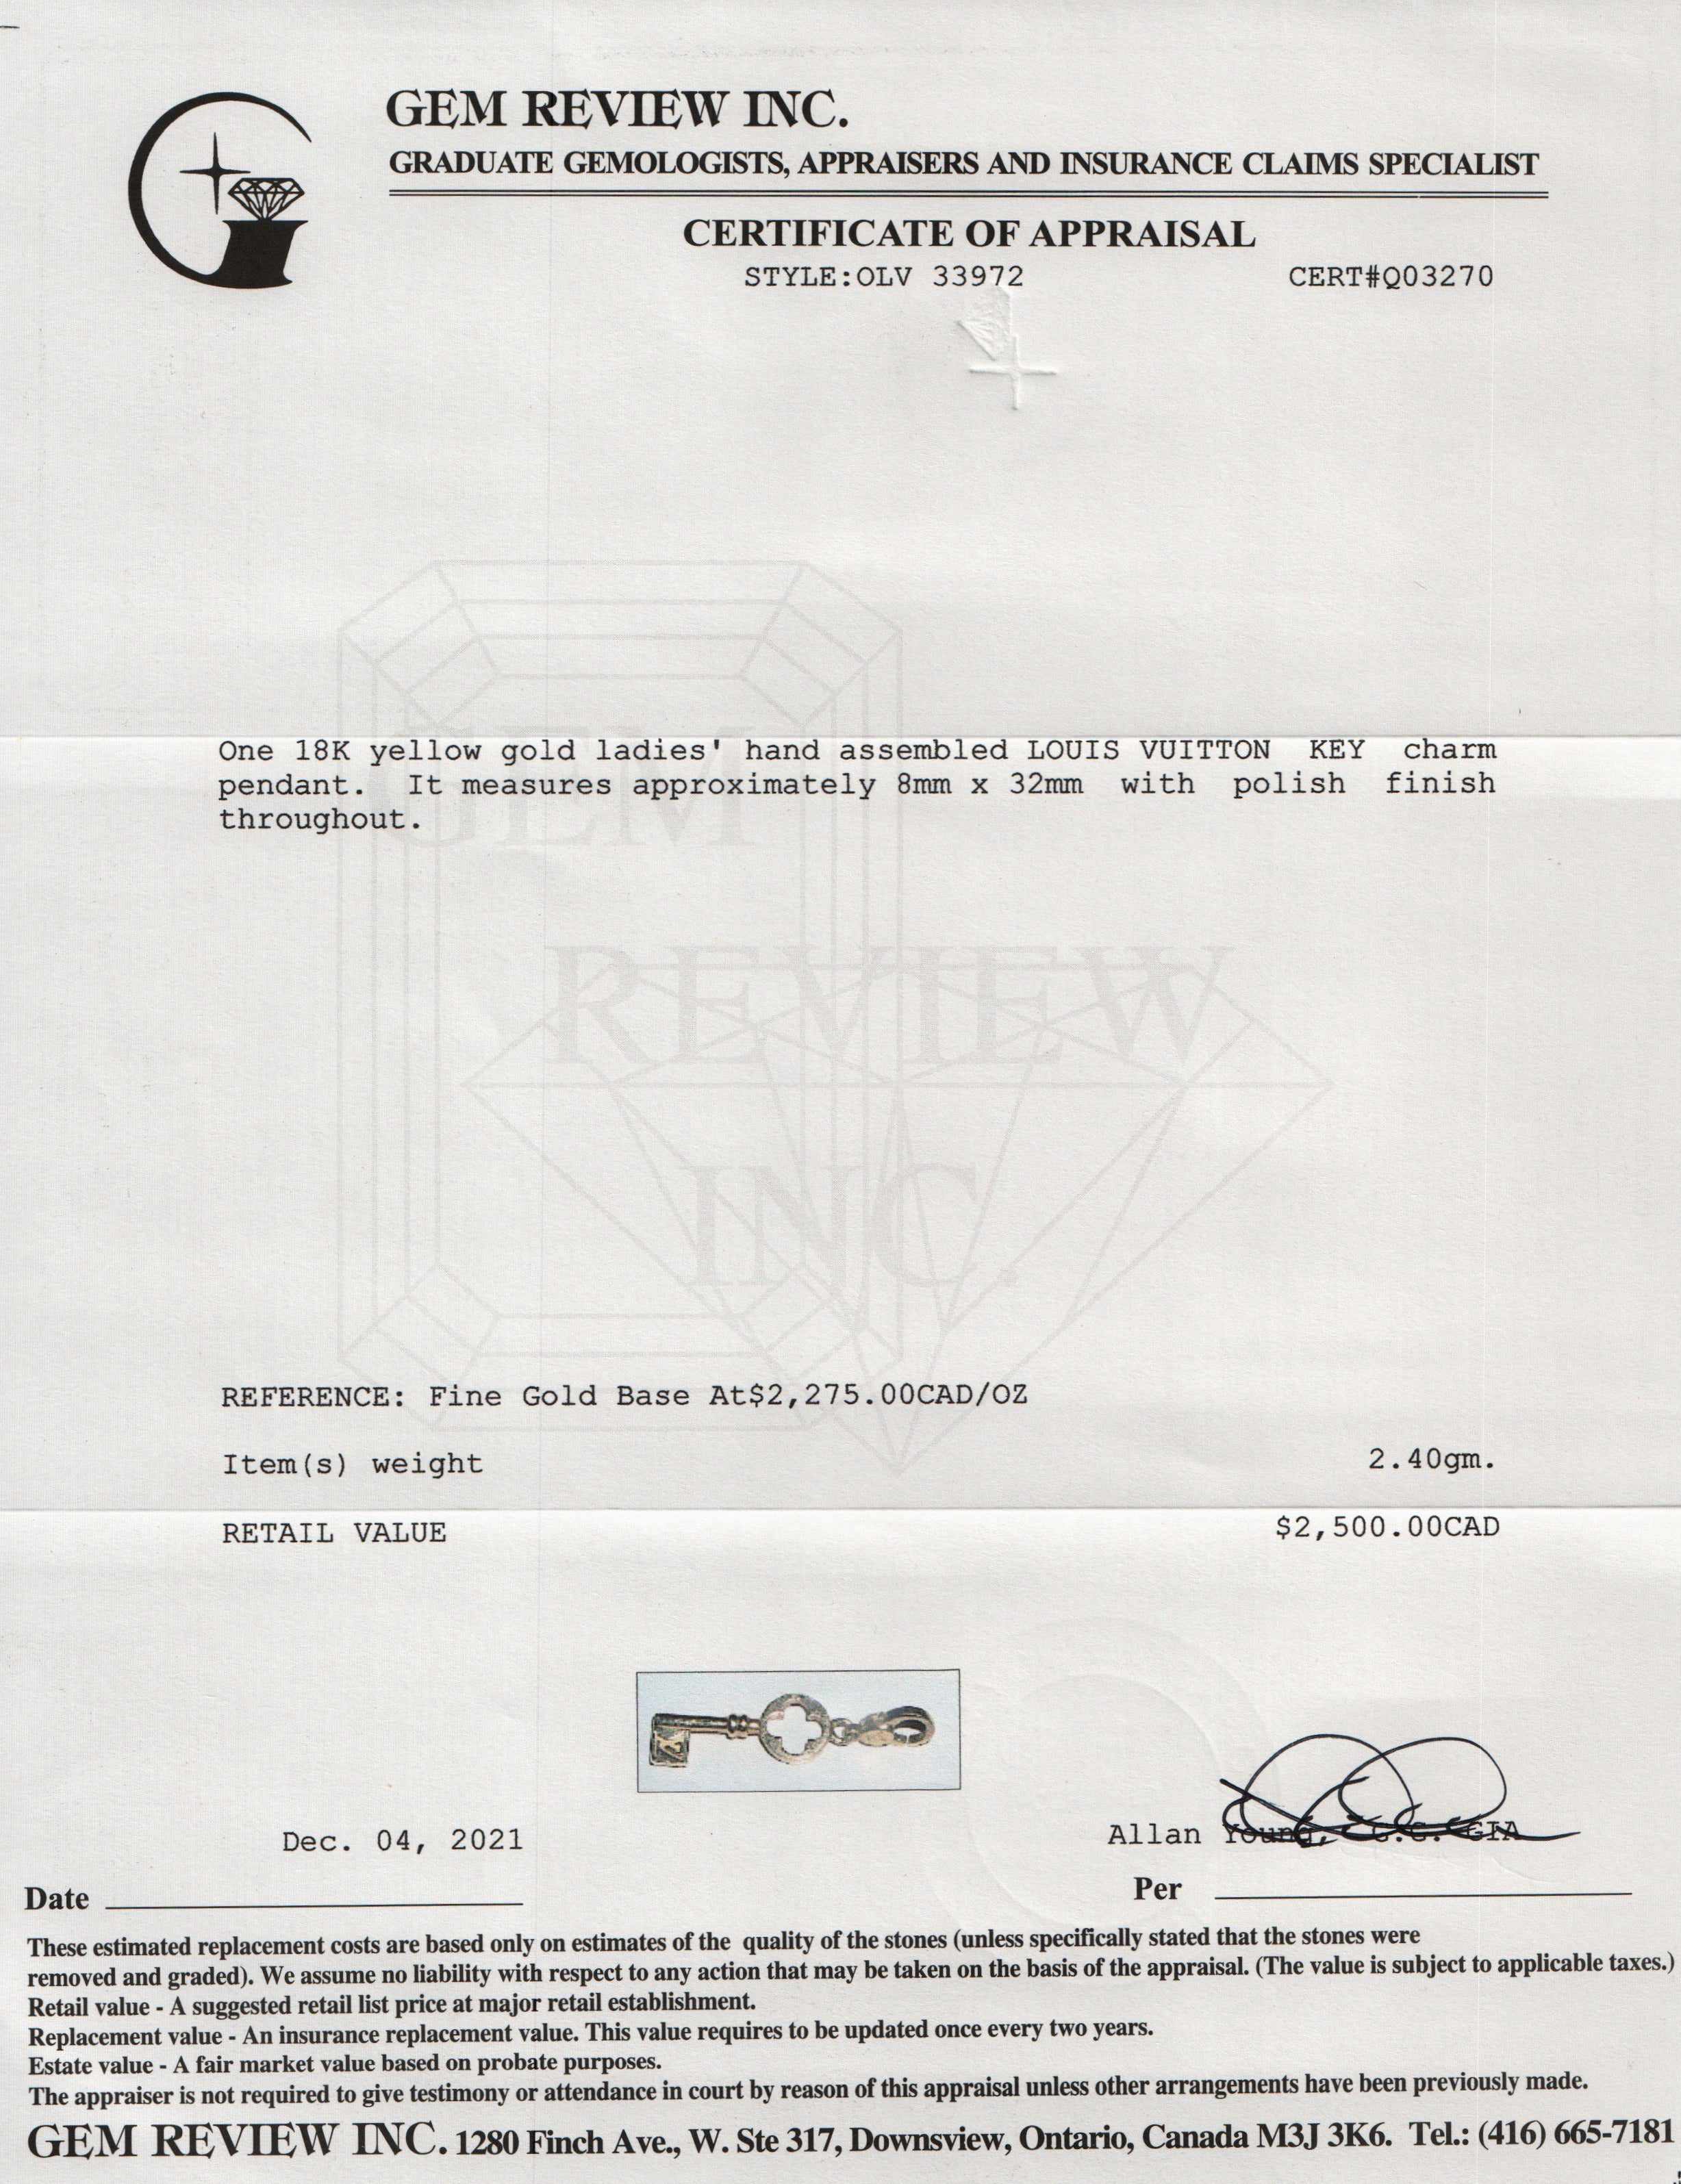 GEM REVIEW INC.
GRADUATE GEMOLOGISTS, APPRAISERS AND INSURANCE CLAIMS SPECIALIST
CERTIFICATE OF APPRAISAL
STYLE:OLV 33972 CERT#Q03270
One 18K yellow gold ladies' hand assembled LOUIS VUITTON KEY charm
pendant. It measures approximately 8mm x 32mm with polish finish
throughout.
GEM
REVIEW
INC.
REFERENCE: Fine Gold Base At$2,275.00CAD/OZ
Item(s) weight 2.40gm.
RETAIL VALUE $2,500.00CAD
Dec. 04, 2021 Allan Young, G.G. GIA
Date Per
These estimated replacement costs are based only on estimates of the quality of the stones (unless specifically stated that the stones were
removed and graded). We assume no liability with respect to any action that may be taken on the basis of the appraisal. (The value is subject to applicable taxes.)
Retail value - A suggested retail list price at major retail establishment.
Replacement value - An insurance replacement value. This value requires to be updated once every two years.
Estate value - A fair market value based on probate purposes.
The appraiser is not required to give testimony or attendance in court by reason of this appraisal unless other arrangements have been previously made.
GEM REVIEW INC. 1280 Finch Ave., W. Ste 317, Downsview, Ontario, Canada M3J 3K6. Tel.: (416) 665-7181